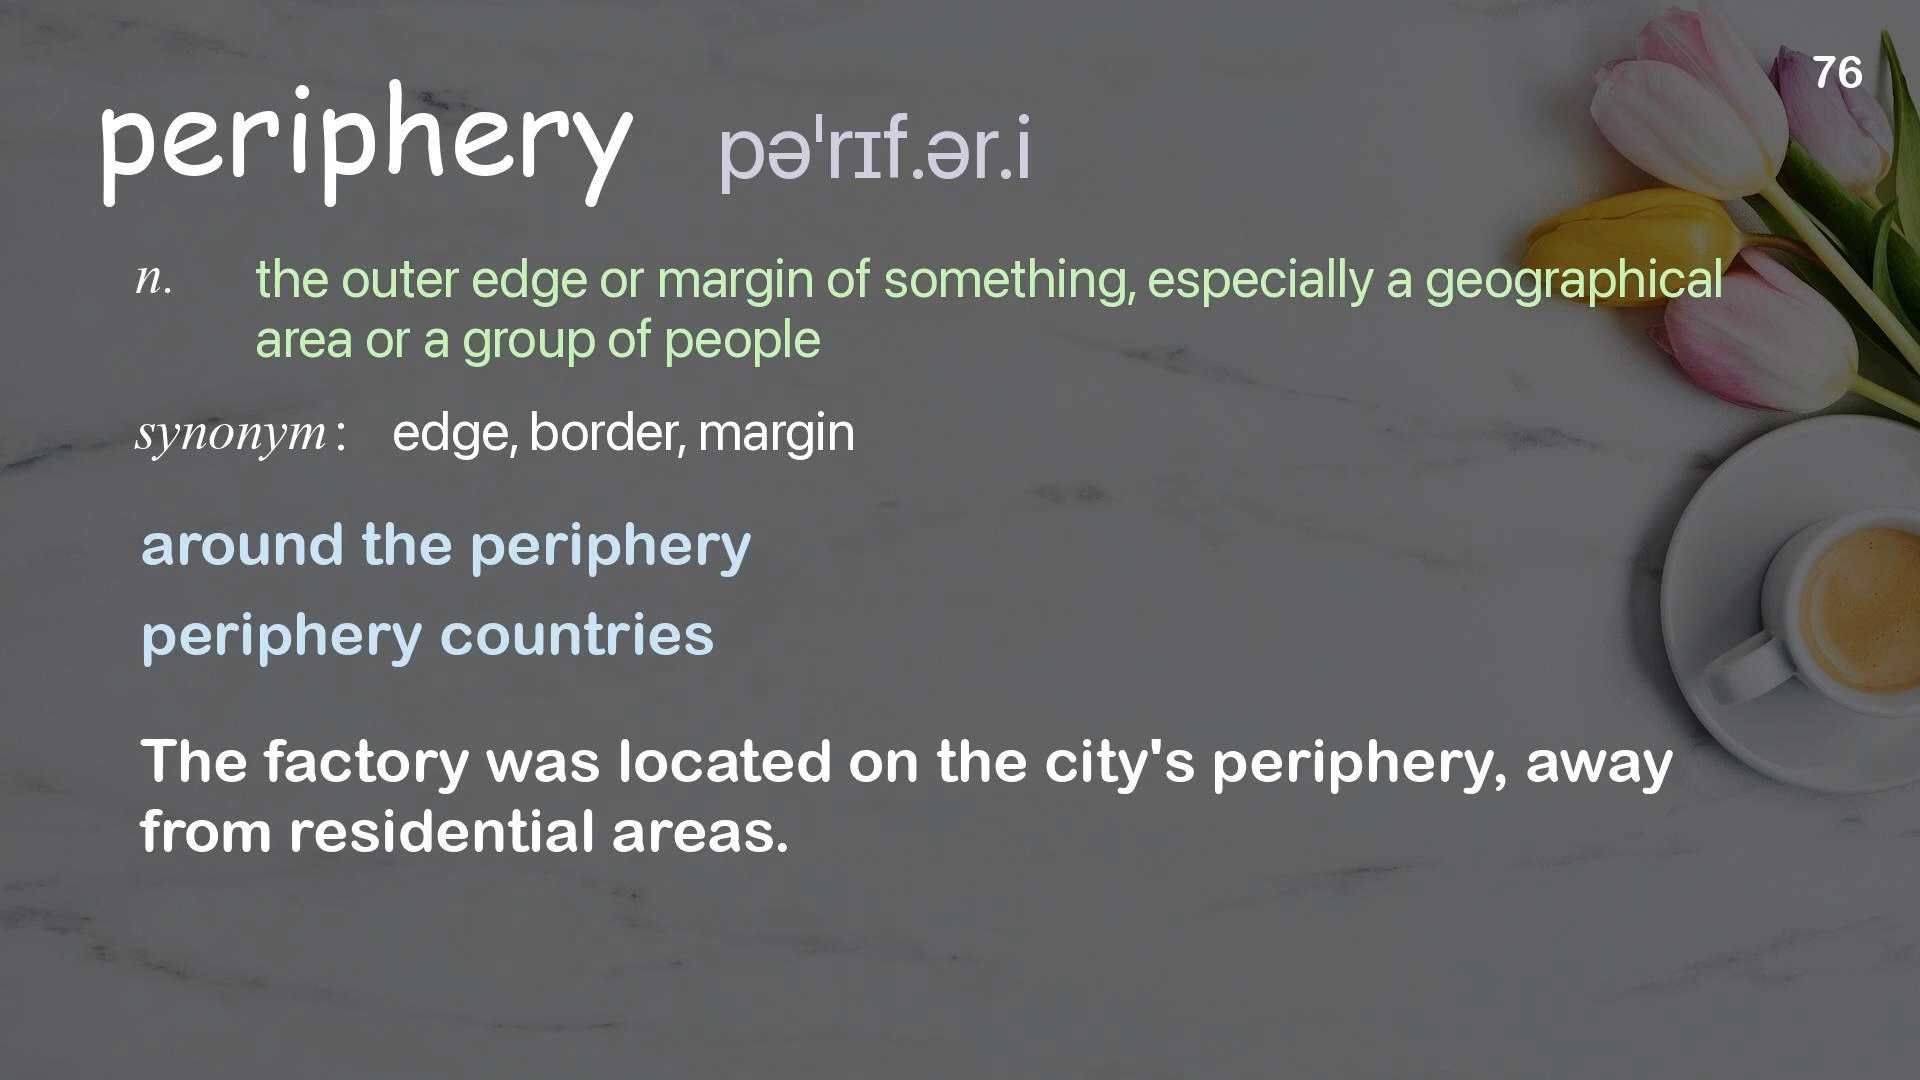 76
periphery pəˈrɪf.ər.i
n. the outer edge or margin of something, especially a geographical
area or a group of people
synonym: edge, border, margin
around the periphery
periphery countries
The factory was located on the city's periphery, away
from residential areas.